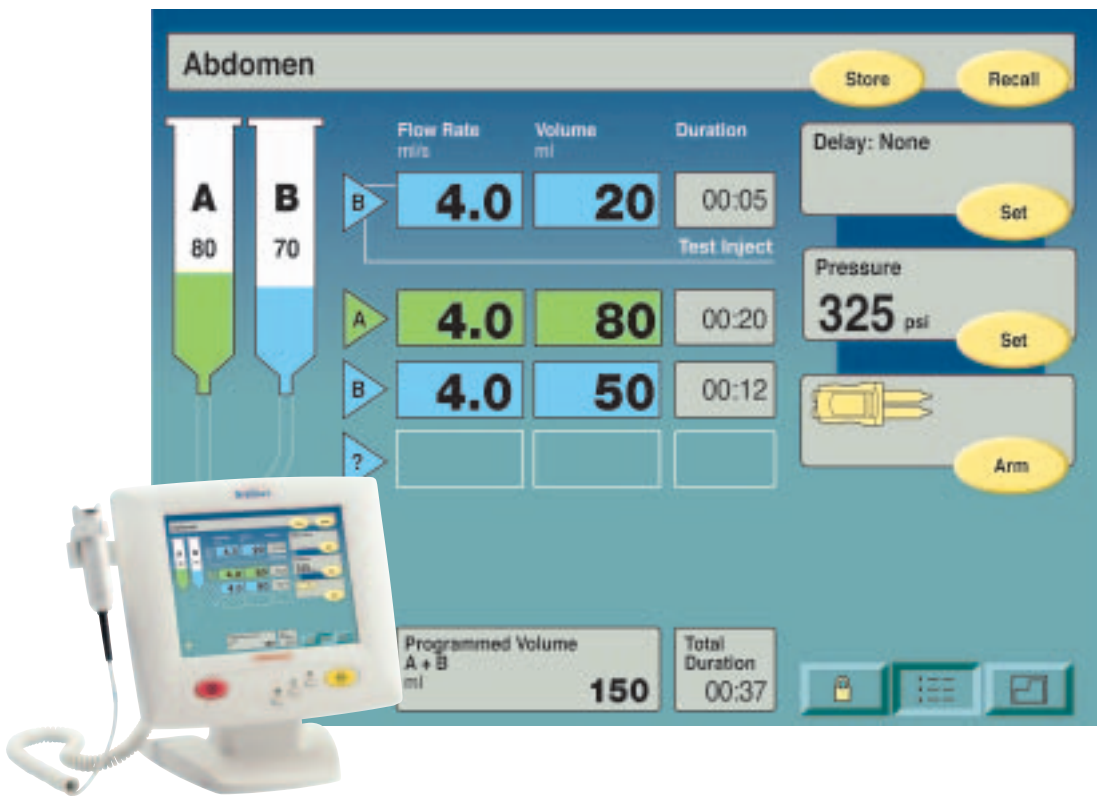 Abdomen
Store
Recall
Flow Rate
ml/s
Volume
ml
Duration
Delay: None
Set
A
80
B
70
B
4.0
20
00:05
Test Inject
Pressure
325 psi
Set
A
4.0
80
00:20
B
4.0
50
00:12
Arm
?
Programmed Volume
A + B
ml
150
Total
Duration
00:37